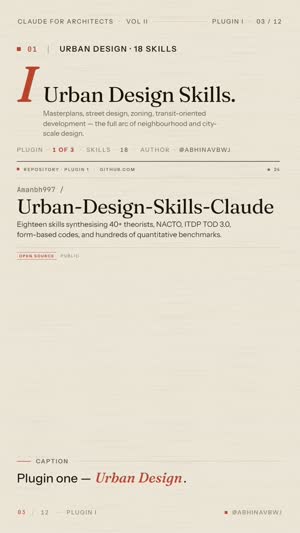 CLAUDE FOR ARCHITECTS · VOL II PLUGIN I · 03 / 12
01 | URBAN DESIGN · 18 SKILLS
I Urban Design Skills.
Masterplans, street design, zoning, transit-oriented
development — the full arc of neighbourhood and city-
scale design.
PLUGIN · 1 OF 3 · SKILLS · 18 · AUTHOR · @ABHINAVBWJ
REPOSITORY · PLUGIN 1 GITHUB.COM
Amanbh997 /
Urban-Design-Skills-Claude
Eighteen skills synthesising 40+ theorists, NACTO, ITDP TOD 3.0,
form-based codes, and hundreds of quantitative benchmarks.
OPEN SOURCE PUBLIC
CAPTION
Plugin one — Urban Design.
03 | 12 — PLUGIN I @ABHINAVBWJ